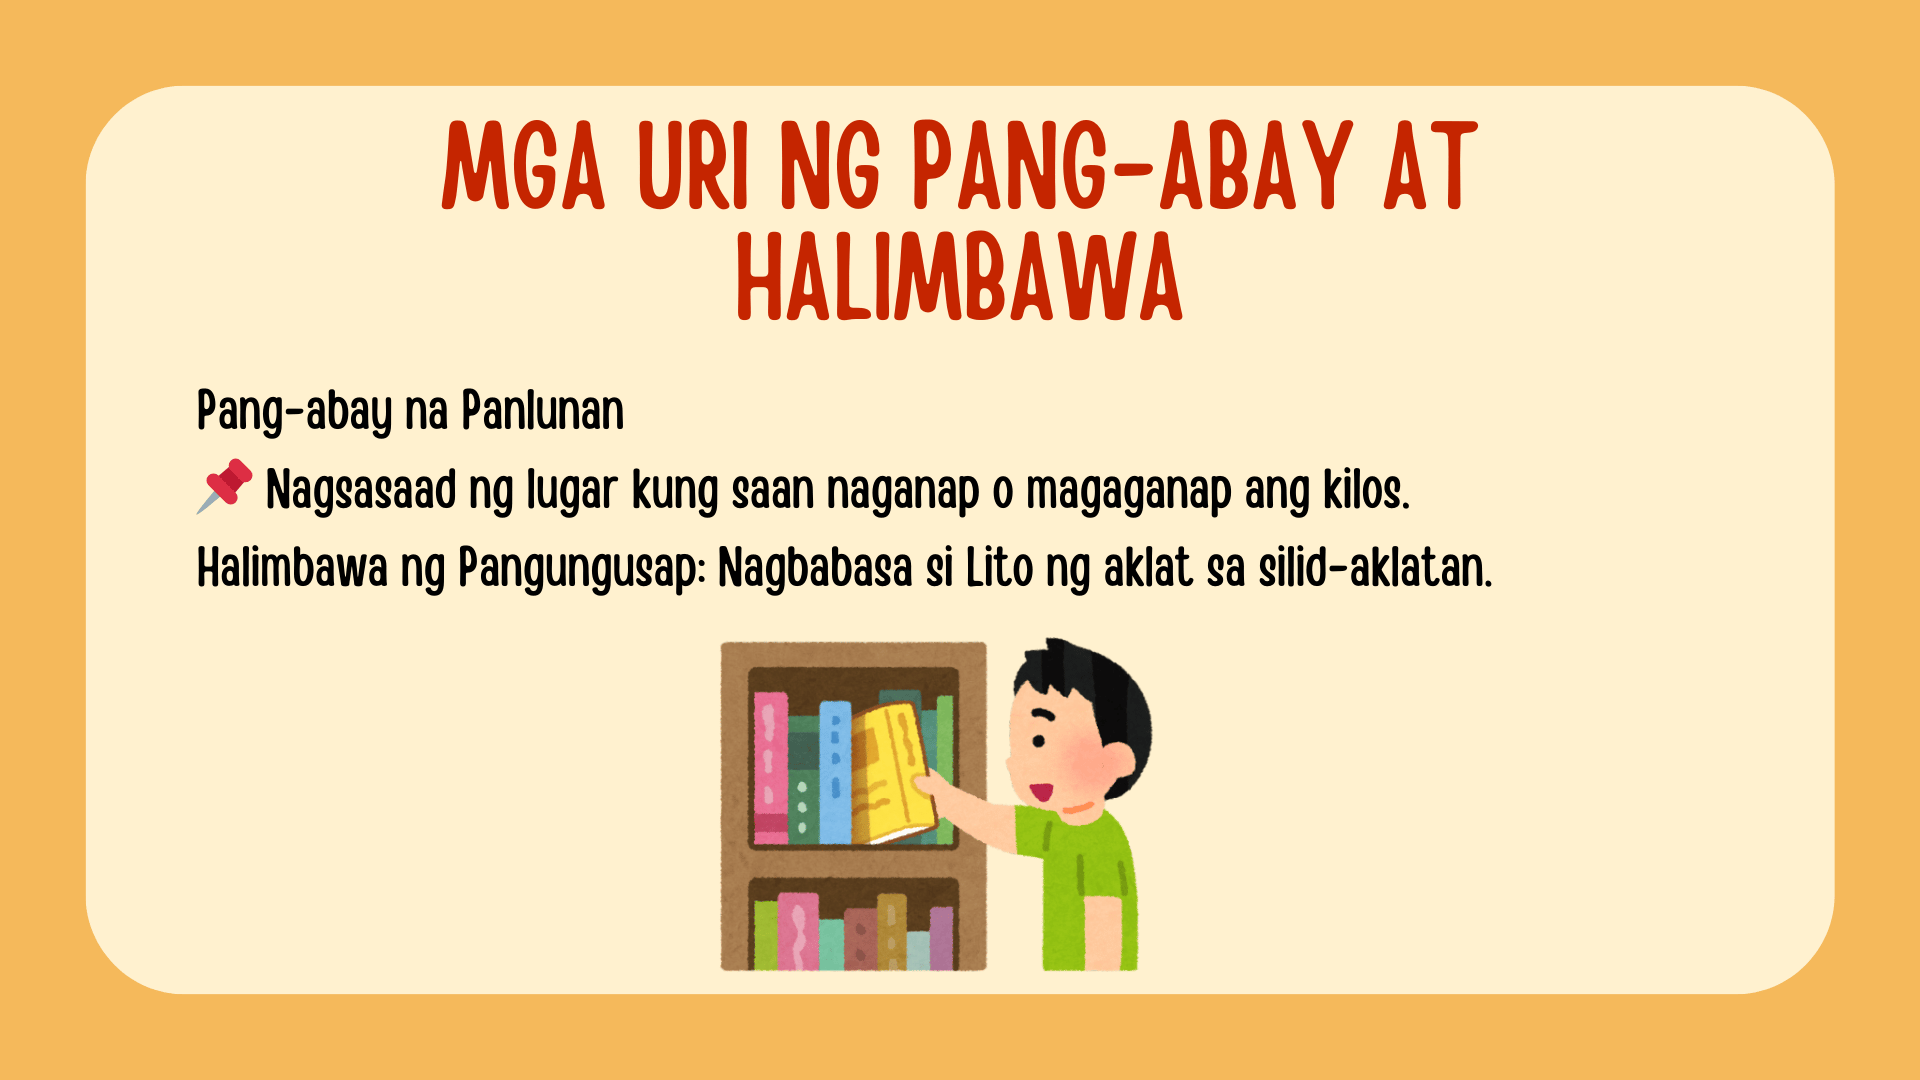 MGA URI NG PANG-ABAY AT
HALIMBAWA
Pang-abay na Panlunan
📌 Nagsasaad ng lugar kung saan naganap o magaganap ang kilos.
Halimbawa ng Pangungusap: Nagbabasa si Lito ng aklat sa silid-aklatan.